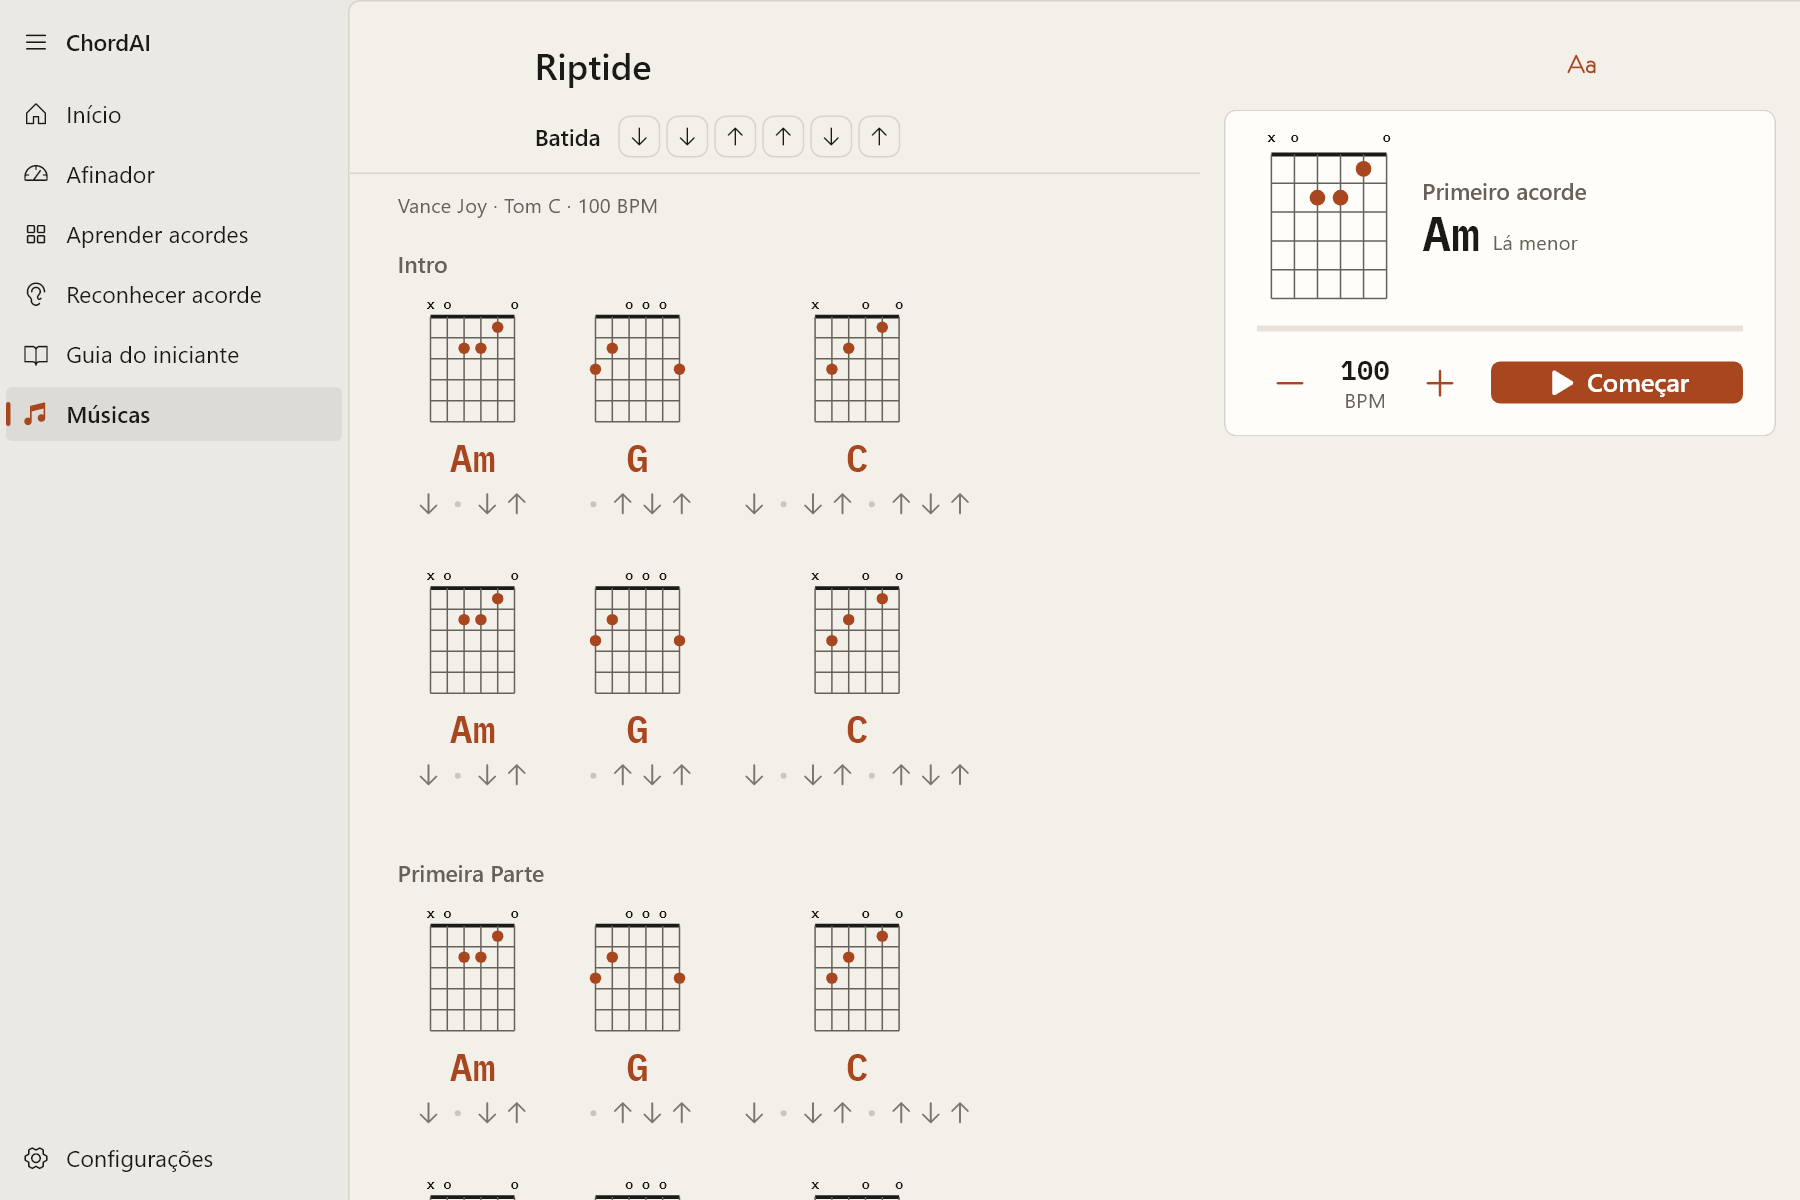 ChordAI
Início
Afinador
Aprender acordes
Reconhecer acorde
Guia do iniciante
Músicas
Configurações
Riptide
Aa
Batida ↓ ↓ ↑ ↑ ↓ ↑
Vance Joy · Tom C · 100 BPM
Intro
x o o
o o o
x o o
Am G C
↓ · ↓ ↑ · ↑ ↓ ↑ ↓ · ↓ ↑ · ↑ ↓ ↑
x o o
o o o
x o o
Am G C
↓ · ↓ ↑ · ↑ ↓ ↑ ↓ · ↓ ↑ · ↑ ↓ ↑
Primeira Parte
x o o
o o o
x o o
Am G C
↓ · ↓ ↑ · ↑ ↓ ↑ ↓ · ↓ ↑ · ↑ ↓ ↑
x o o
o o o
x o o
x o o
Primeiro acorde
Am Lá menor
100
BPM
Começar